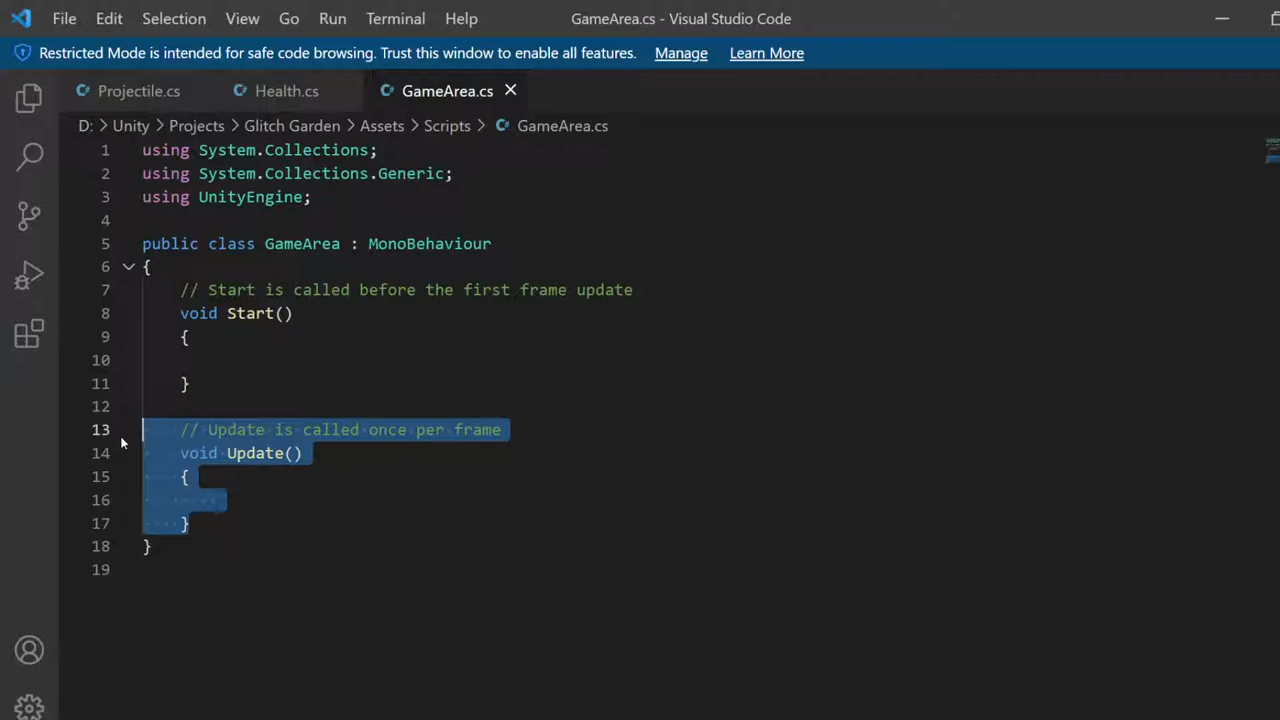 File Edit Selection View Go Run Terminal Help GameArea.cs - Visual Studio Code
Restricted Mode is intended for safe code browsing. Trust this window to enable all features. Manage Learn More
Projectile.cs Health.cs GameArea.cs
D: > Unity > Projects > Glitch Garden > Assets > Scripts > GameArea.cs
1 using System.Collections;
2 using System.Collections.Generic;
3 using UnityEngine;
4
5 public class GameArea : MonoBehaviour
6 {
7 // Start is called before the first frame update
8 void Start()
9 {
10
11 }
12
13 // Update is called once per frame
14 void Update()
15 {
16
17 }
18 }
19